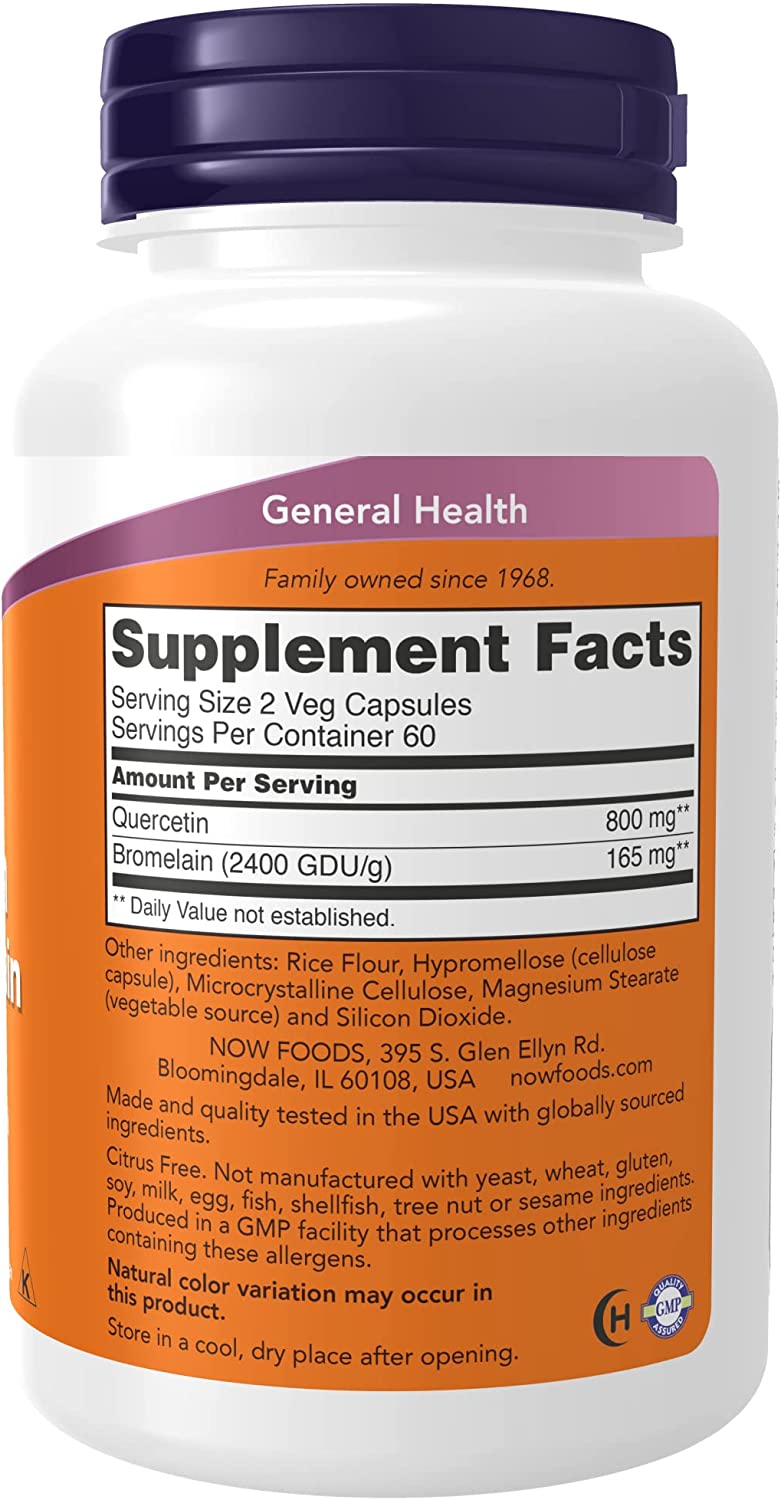 General Health
Family owned since 1968.
Supplement Facts
Serving Size 2 Veg Capsules
Servings Per Container 60
Amount Per Serving
Quercetin 800 mg**
Bromelain (2400 GDU/g) 165 mg**
** Daily Value not established.
in
Other ingredients: Rice Flour, Hypromellose (cellulose
capsule), Microcrystalline Cellulose, Magnesium Stearate
(vegetable source) and Silicon Dioxide.
NOW FOODS, 395 S. Glen Ellyn Rd.
Bloomingdale, IL 60108, USA nowfoods.com
Made and quality tested in the USA with globally sourced
ingredients.
Citrus Free. Not manufactured with yeast, wheat, gluten,
soy, milk, egg, fish, shellfish, tree nut or sesame ingredients.
Produced in a GMP facility that processes other ingredients
containing these allergens.
Natural color variation may occur in
this product.
Store in a cool, dry place after opening.
K
H
QUALITY
GMP
ASSURED